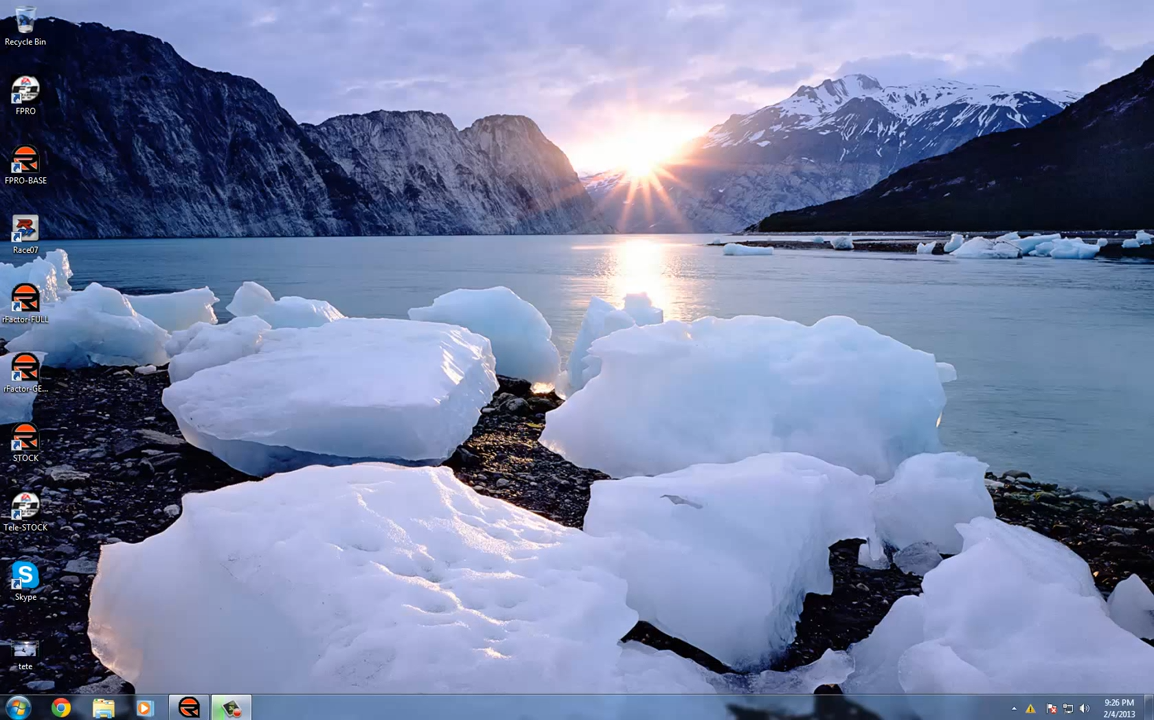 Recycle Bin
FPRO
FPRO-BASE
Race07
rFactor-FULL
rFactor-GE...
STOCK
Tele-STOCK
Skype
tete
9:26 PM
2/4/2013